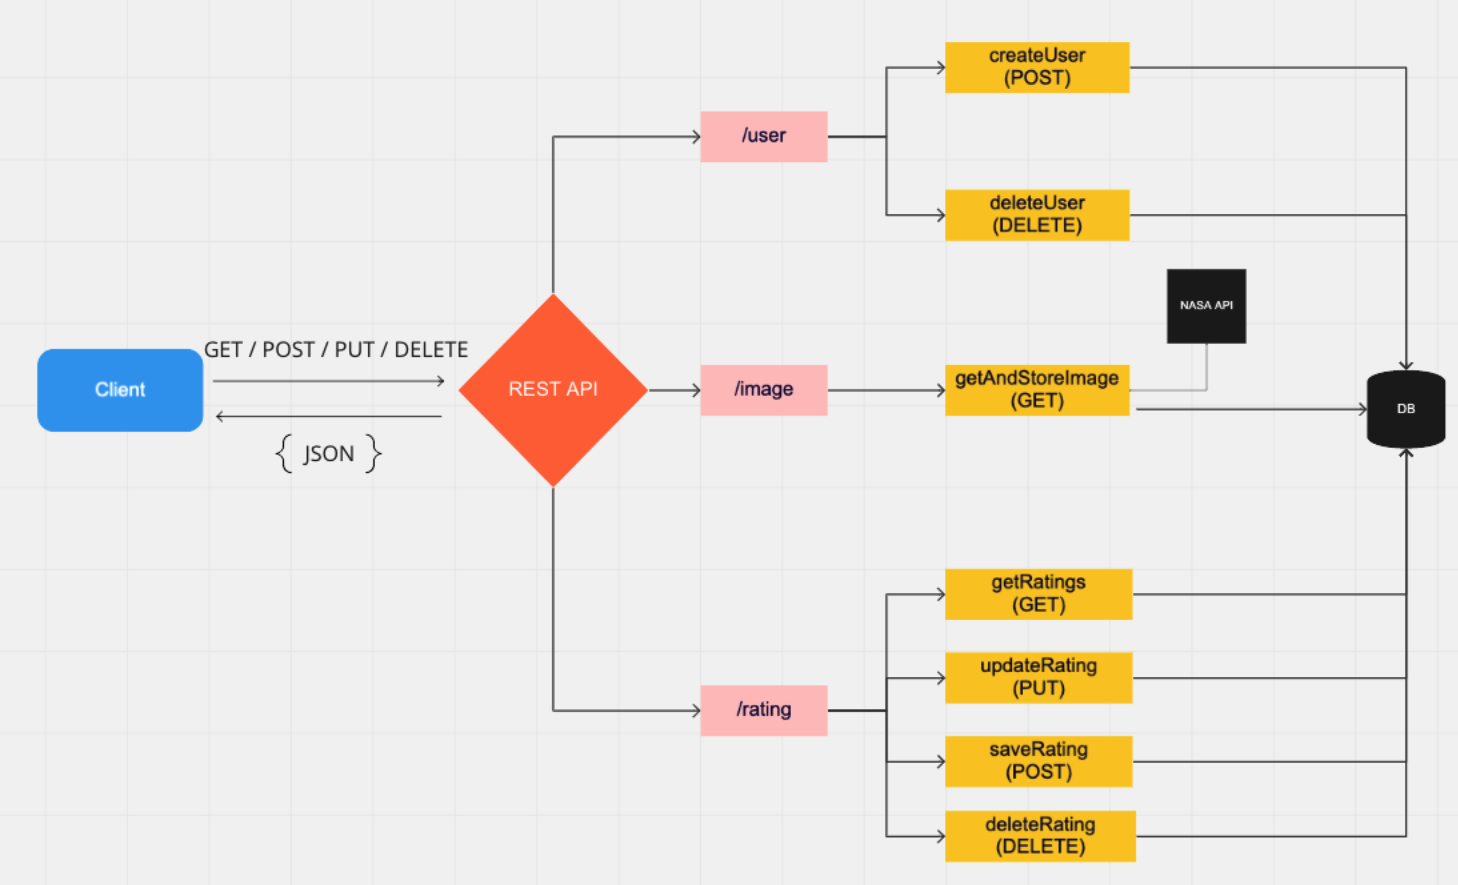 createUser
(POST)
/user
deleteUser
(DELETE)
NASA API
GET / POST / PUT / DELETE
Client
REST API
/image
getAndStoreImage
(GET)
DB
{ JSON }
getRatings
(GET)
updateRating
(PUT)
/rating
saveRating
(POST)
deleteRating
(DELETE)